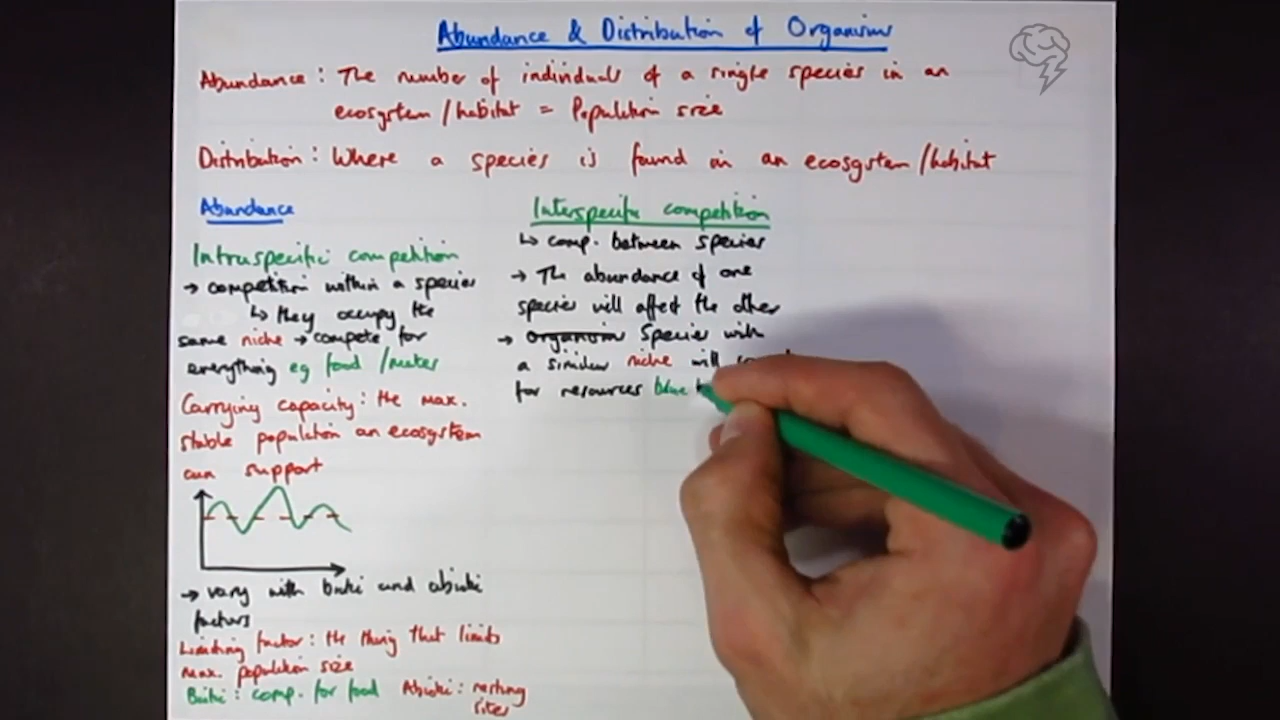 Abundance & Distribution of Organisms
Abundance: The number of individuals of a single species in an
ecosystem/habitat = Population size
Distribution: Where a species is found in an ecosystem/habitat
Abundance
Intraspecific competition
→ competition within a species
↳ they occupy the
same niche → compete for
everything eg food /mates
Carrying capacity: the max.
stable population an ecosystem
can support
→ vary with biotic and abiotic
factors
Limiting factor: the thing that limits
max. population size
Biotic: comp. for food Abiotic: nesting
sites
Interspecific competition
↳ comp. between species
→ The abundance of one
species will affect the other
→ Organism Species with
a similar niche will
for resources blue